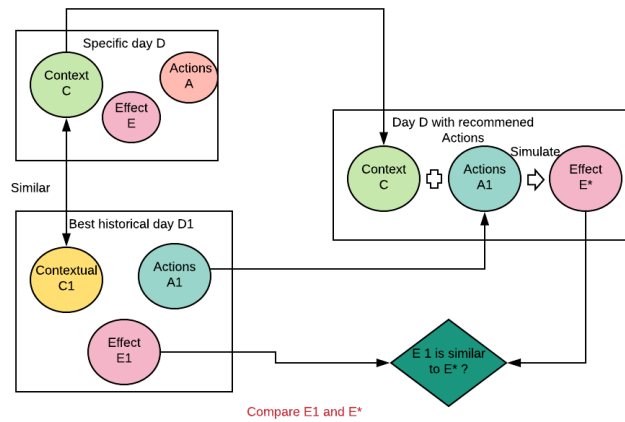 Specific day D
Context
C
Actions
A
Effect
E
Similar
Best historical day D1
Contextual
C1
Actions
A1
Effect
E1
Day D with recommened
Actions
Simulate
Context
C
Actions
A1
Effect
E*
E 1 is similar
to E* ?
Compare E1 and E*